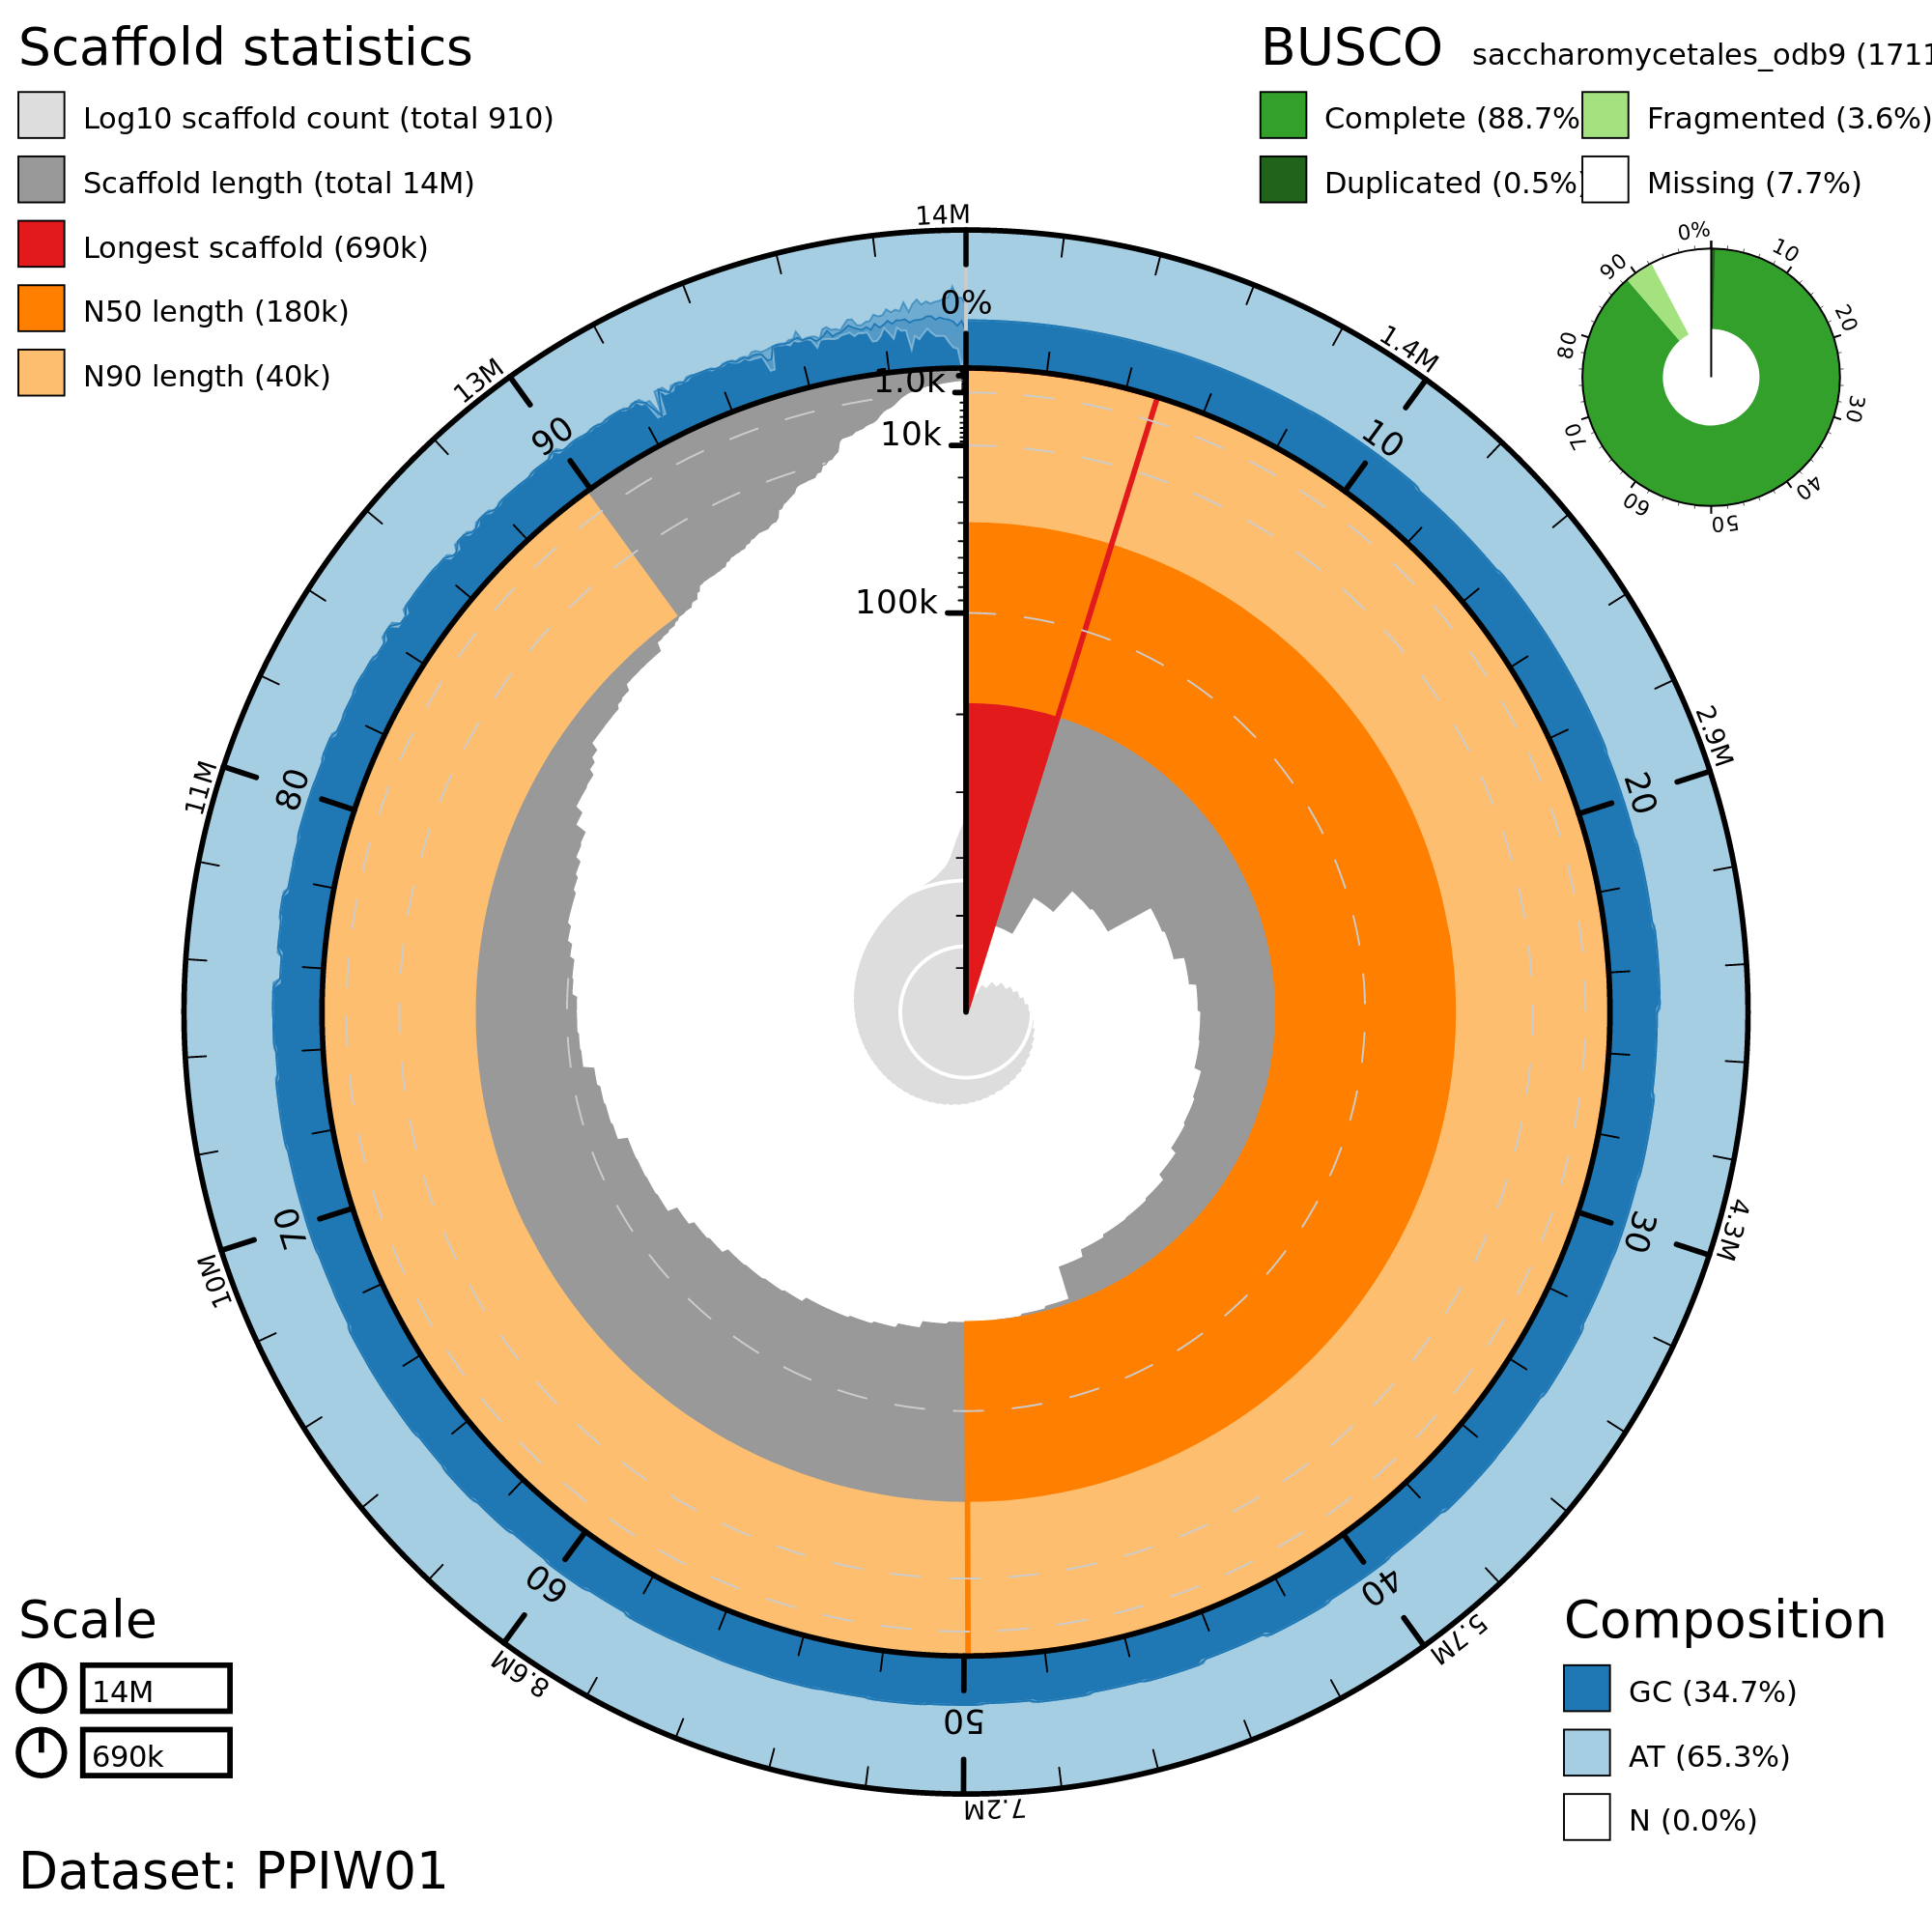 Scaffold statistics
Log10 scaffold count (total 910)
Scaffold length (total 14M)
Longest scaffold (690k)
N50 length (180k)
N90 length (40k)
BUSCO saccharomycetales_odb9 (1711
Complete (88.7%
Fragmented (3.6%)
Duplicated (0.5%)
Missing (7.7%)
0%
10
20
30
40
50
60
70
80
90
14M
1.4M
2.9M
4.3M
5.7M
7.2M
8.6M
10M
11M
13M
0%
10
20
30
40
50
60
70
80
90
1.0k
10k
100k
Scale
14M
690k
Composition
GC (34.7%)
AT (65.3%)
N (0.0%)
Dataset: PPIW01